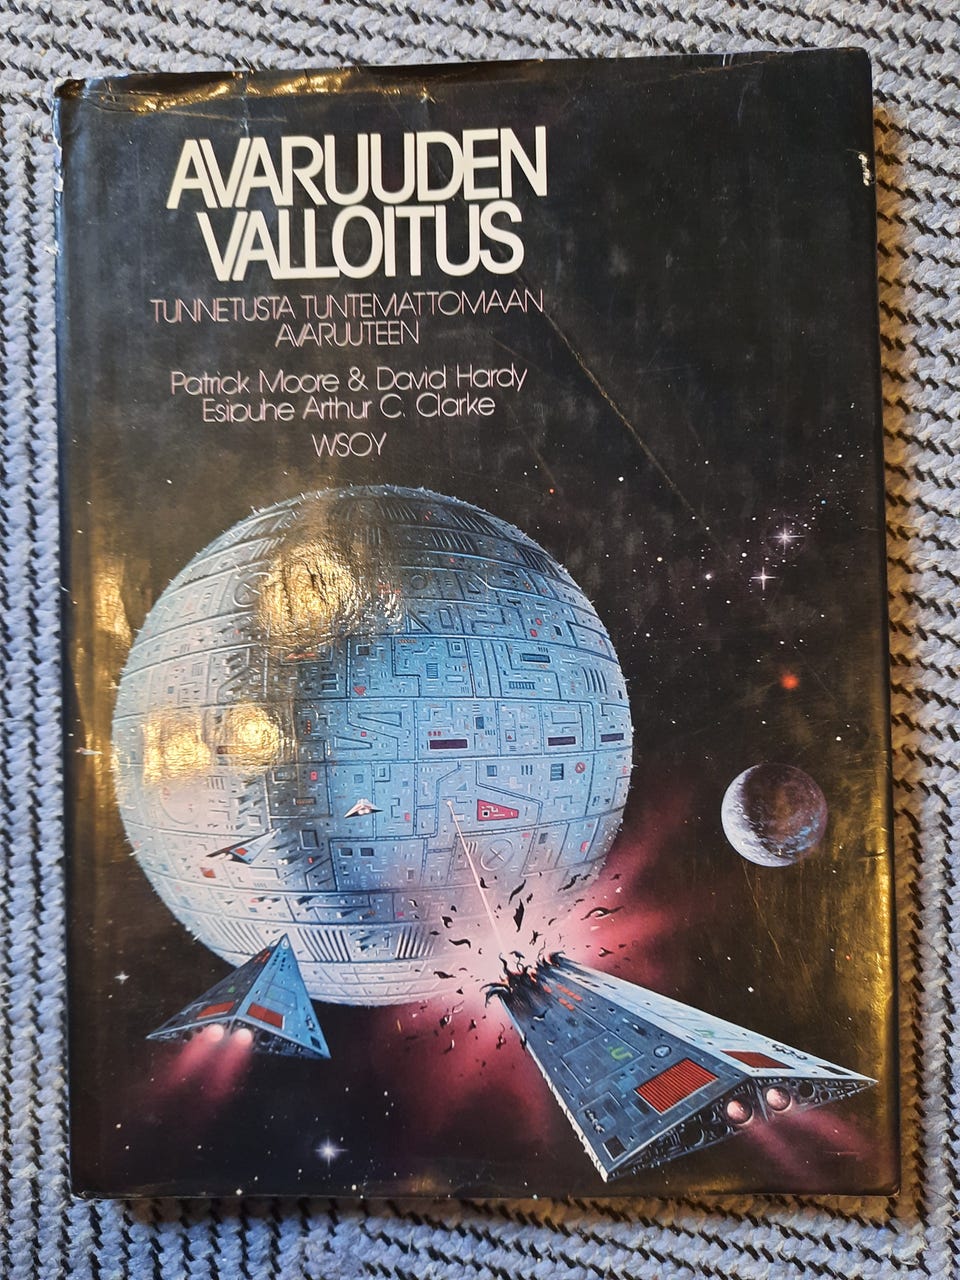 AVARUUDEN
VALLOITUS
TUNNETUSTA TUNTEMATTOMAAN
AVARUUTEEN
Patrick Moore & David Hardy
Esipuhe Arthur C. Clarke
WSOY